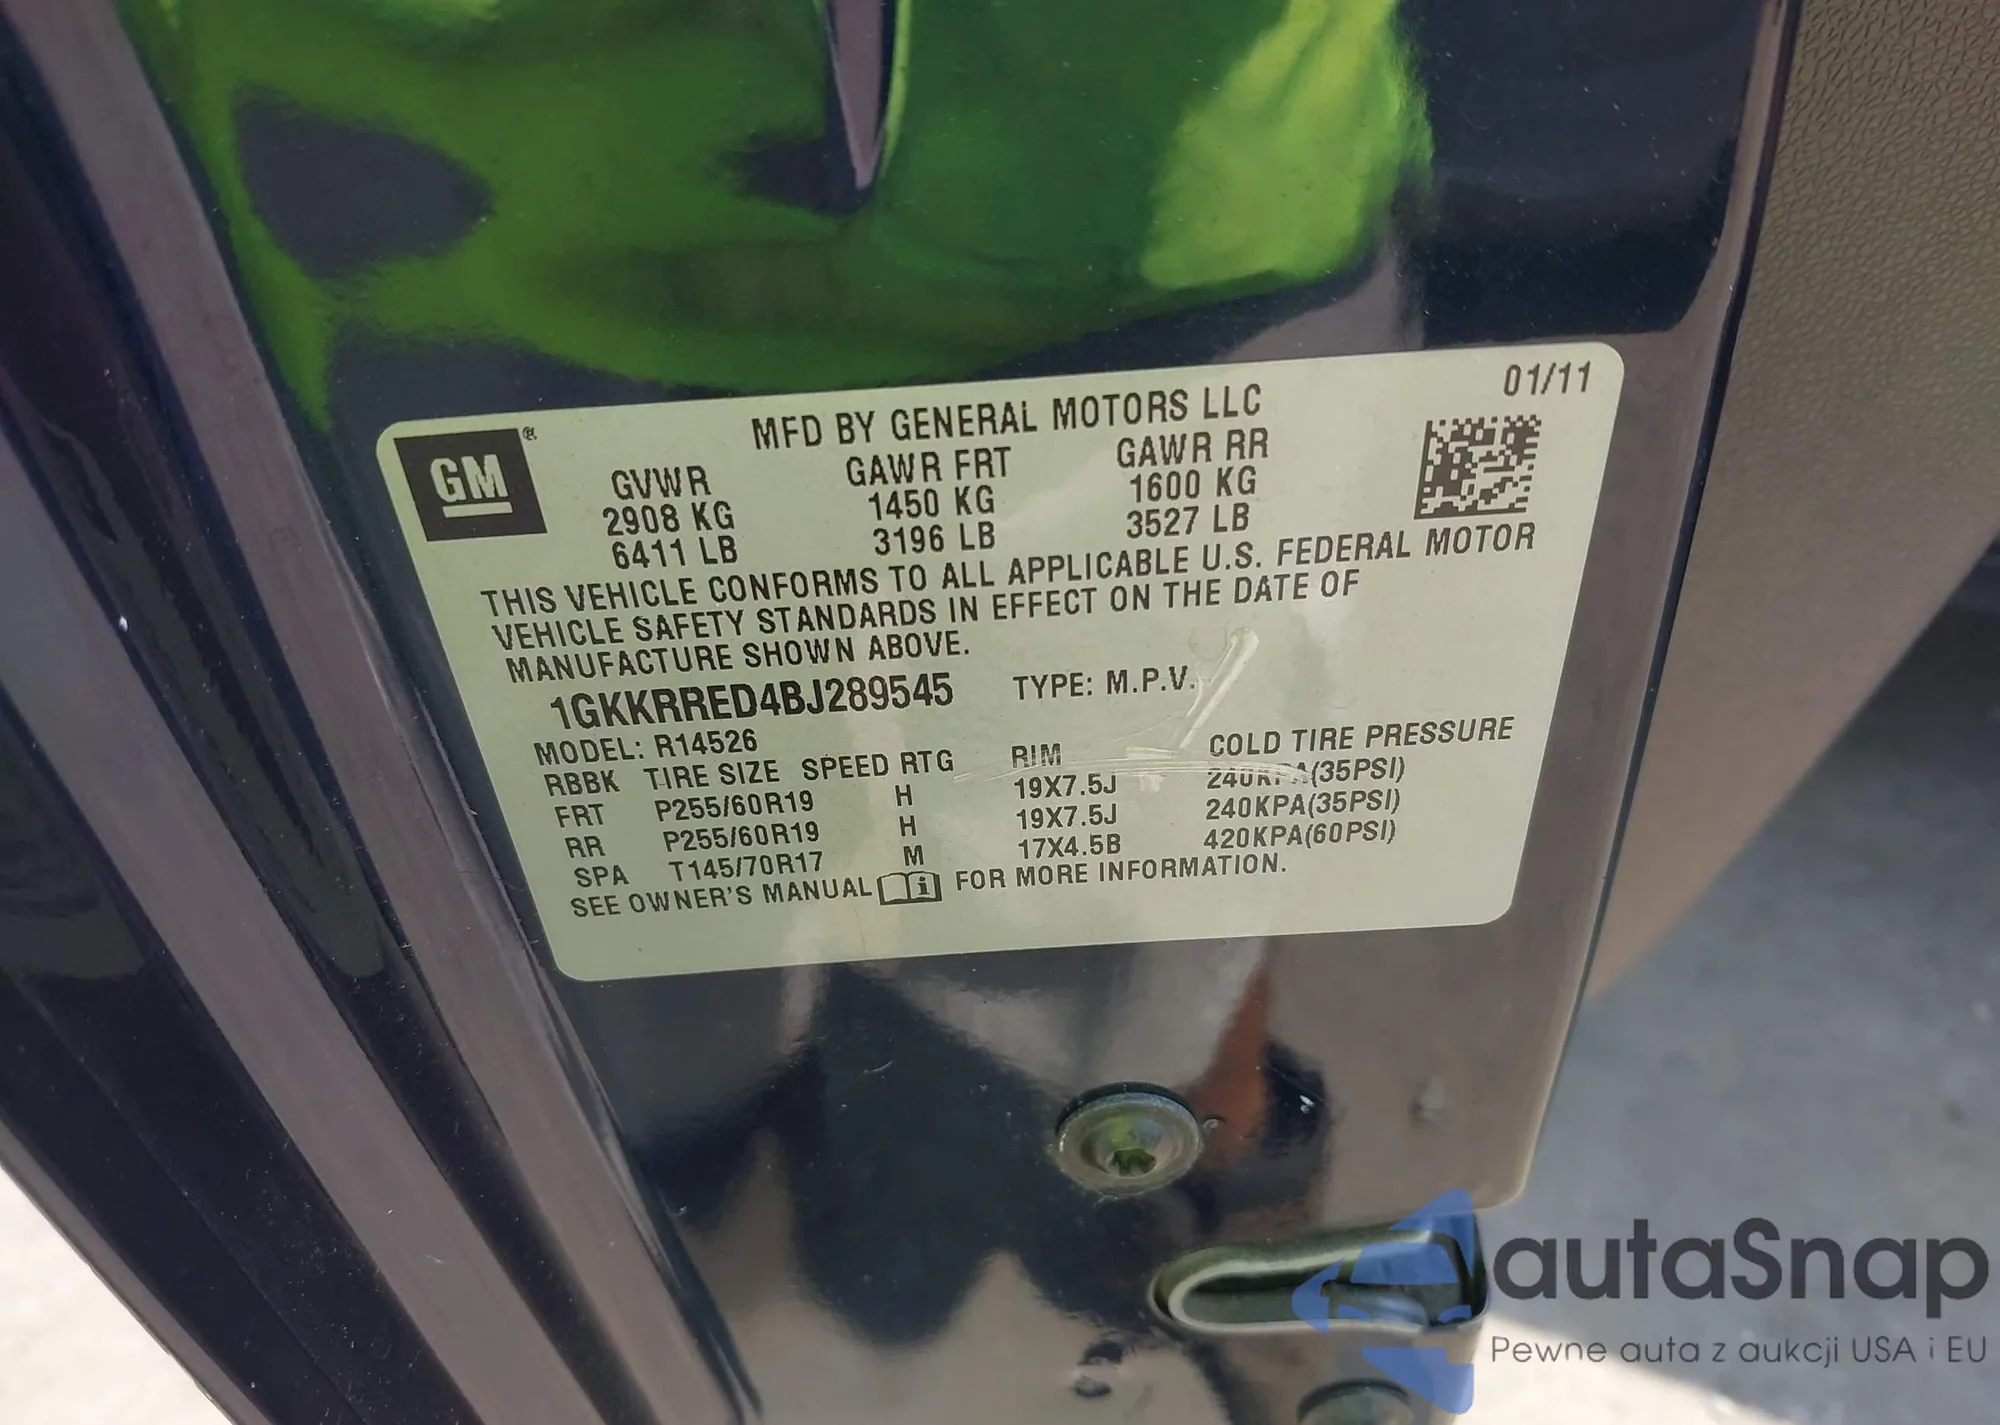 01/11
MFD BY GENERAL MOTORS LLC
GM ®
GVWR GAWR FRT GAWR RR
2908 KG 1450 KG 1600 KG
6411 LB 3196 LB 3527 LB
THIS VEHICLE CONFORMS TO ALL APPLICABLE U.S. FEDERAL MOTOR
VEHICLE SAFETY STANDARDS IN EFFECT ON THE DATE OF
MANUFACTURE SHOWN ABOVE.
1GKKRRED4BJ289545 TYPE: M.P.V.
MODEL: R14526
RBBK TIRE SIZE SPEED RTG RIM COLD TIRE PRESSURE
FRT P255/60R19 H 19X7.5J 240KPA(35PSI)
RR P255/60R19 H 19X7.5J 240KPA(35PSI)
SPA T145/70R17 M 17X4.5B 420KPA(60PSI)
SEE OWNER'S MANUAL i FOR MORE INFORMATION.
autaSnap
Pewne auta z aukcji USA i EU